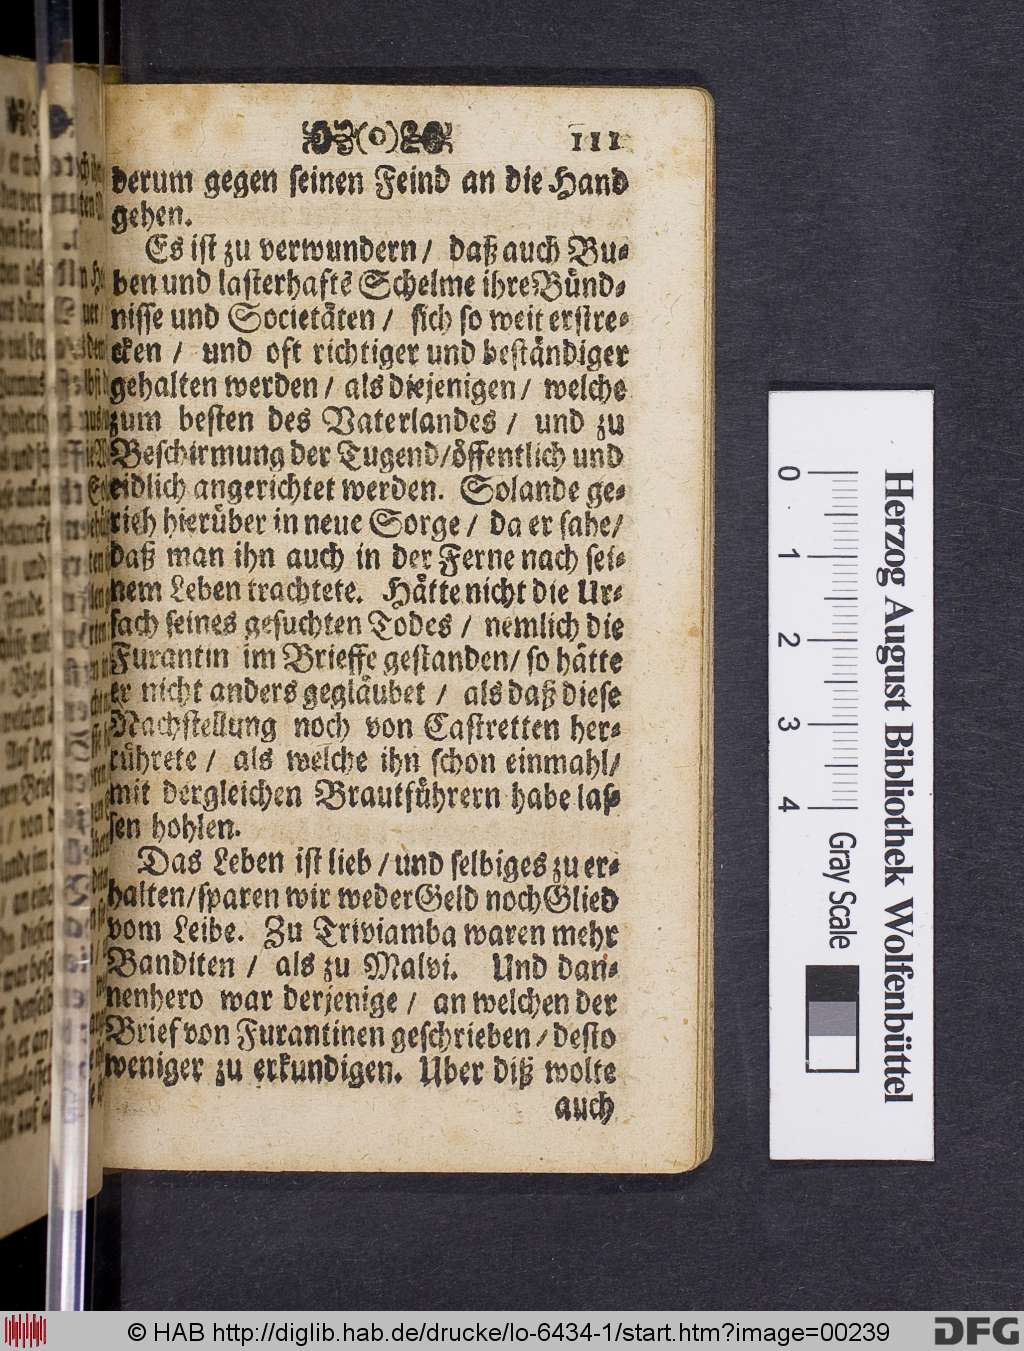 (o) 111
derum gegen ſeinen Feind an die Hand
gehen.
Es iſt zu verwundern / daß auch Bu-
ben und laſterhafte Schelme ihre Bünd-
niſſe und Societäten / ſich ſo weit erſtre-
cken / und oft richtiger und beſtändiger
gehalten werden / als diejenigen / welche
zum beſten des Vaterlandes / und zu
Beſchirmung der Tugend/öffentlich und
eidlich angerichtet werden. Solande ge-
rieh hierüber in neue Sorge / da er ſahe/
daß man ihn auch in der Ferne nach ſei-
nem Leben trachtete. Hätte nicht die Ur-
ſach ſeines geſuchten Todes / nemlich die
Furantin im Brieffe geſtanden/ ſo hätte
er nicht anders gegläubet / als daß dieſe
Nachſtellung noch von Caſtretten her-
rührete / als welche ihn ſchon einmahl/
mit dergleichen Brautführern habe laſ-
ſen hohlen.
Das Leben iſt lieb / und ſelbiges zu er-
halten/ſparen wir weder Geld noch Glied
vom Leibe. Zu Triviamba waren mehr
Banditen / als zu Malvi. Und dan-
nenhero war derjenige / an welchen der
Brief von Furantinen geſchrieben / deſto
weniger zu erkundigen. Uber diß wolte
auch
Herzog August Bibliothek Wolfenbüttel
0 1 2 3 4 Gray Scale
© HAB http://diglib.hab.de/drucke/lo-6434-1/start.htm?image=00239
DFG